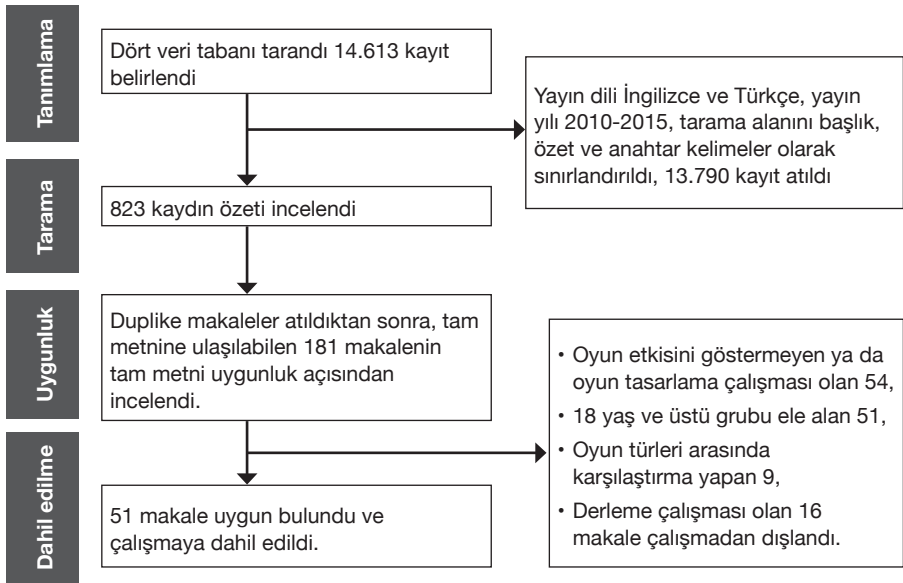 Tanımlama
Dört veri tabanı tarandı 14.613 kayıt
belirlendi
Yayın dili İngilizce ve Türkçe, yayın
yılı 2010-2015, tarama alanını başlık,
özet ve anahtar kelimeler olarak
sınırlandırıldı, 13.790 kayıt atıldı
Tarama
823 kaydın özeti incelendi
Uygunluk
Duplike makaleler atıldıktan sonra, tam
metnine ulaşılabilen 181 makalenin
tam metni uygunluk açısından
incelendi.
• Oyun etkisini göstermeyen ya da
oyun tasarlama çalışması olan 54,
• 18 yaş ve üstü grubu ele alan 51,
• Oyun türleri arasında
karşılaştırma yapan 9,
• Derleme çalışması olan 16
makale çalışmadan dışlandı.
Dahil edilme
51 makale uygun bulundu ve
çalışmaya dahil edildi.